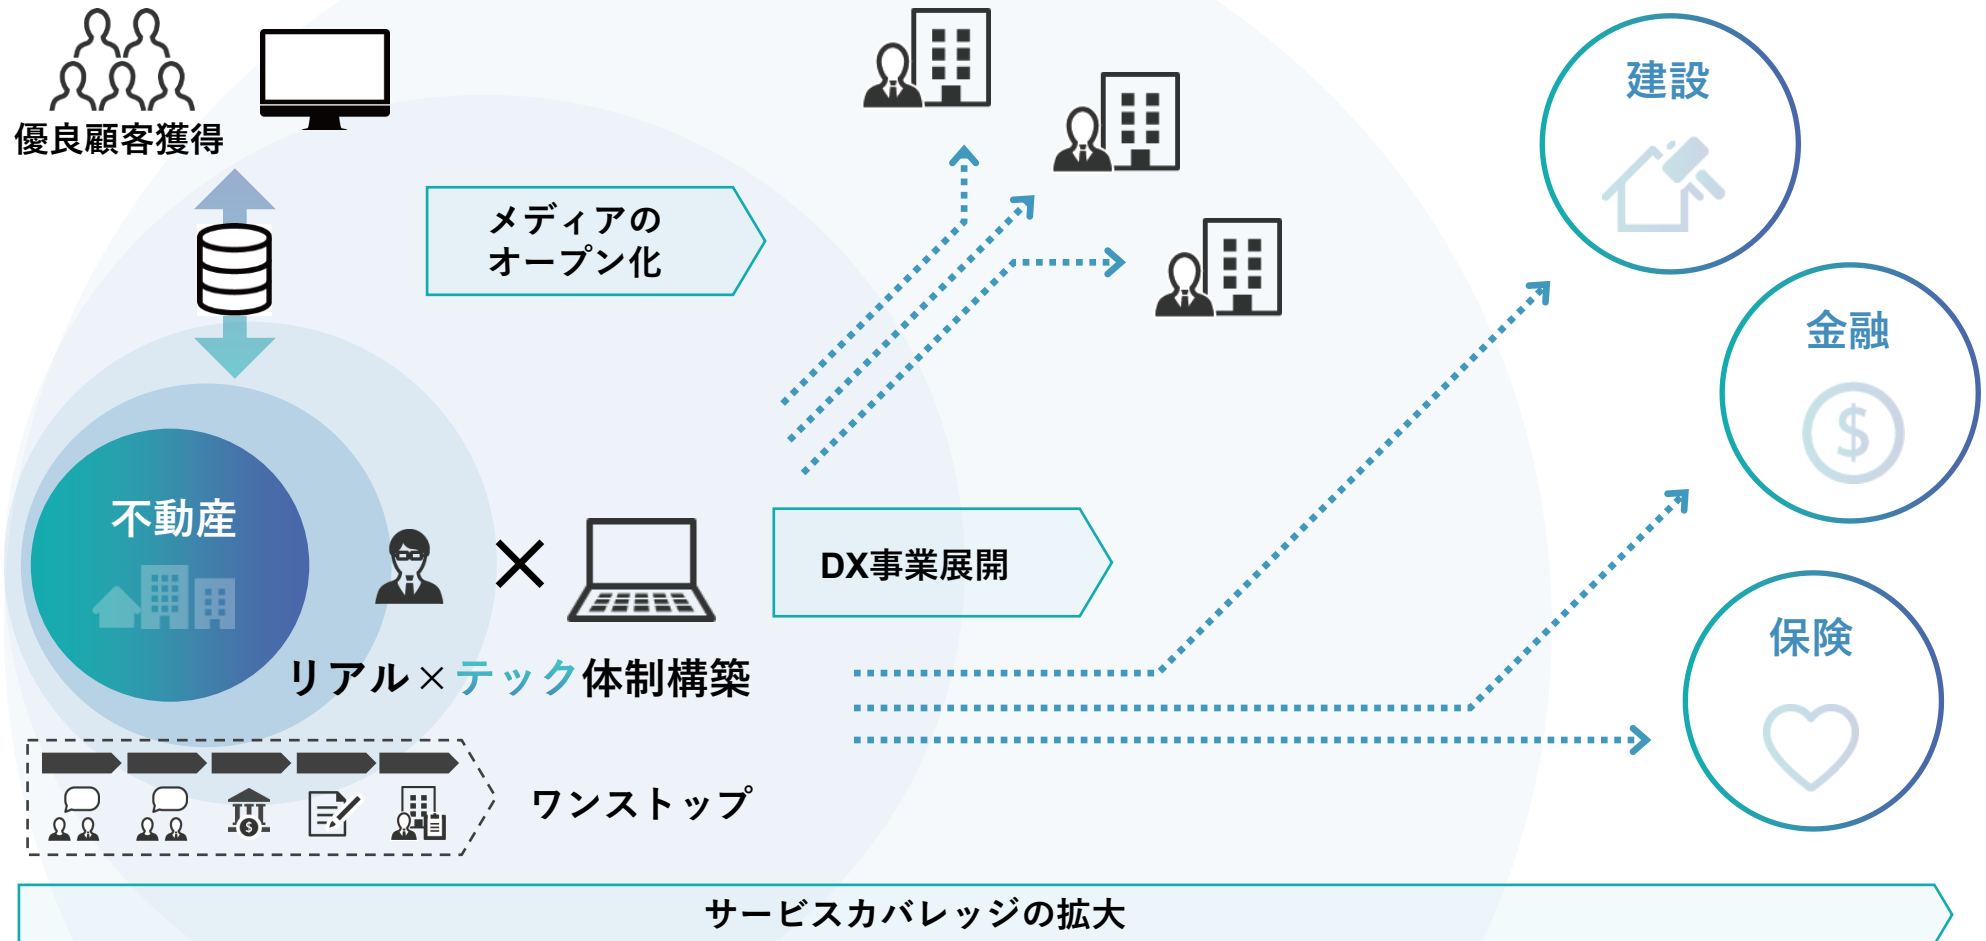 優良顧客獲得
メディアの
オープン化
建設
金融
不動産
DX事業展開
保険
リアル×テック体制構築
ワンストップ
サービスカバレッジの拡大